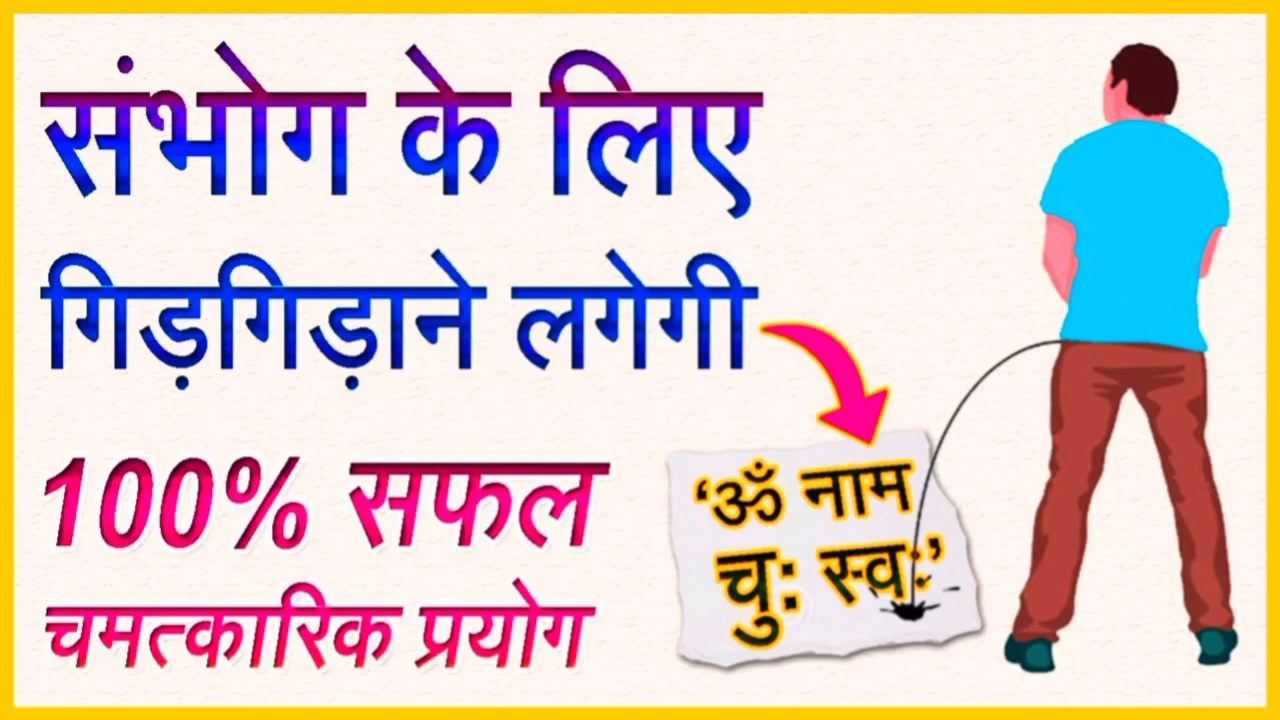 संभोग के लिए
गिड़गिड़ाने लगेगी
100% सफल
चमत्कारिक प्रयोग
‘ॐ नाम
चु: स्व:’